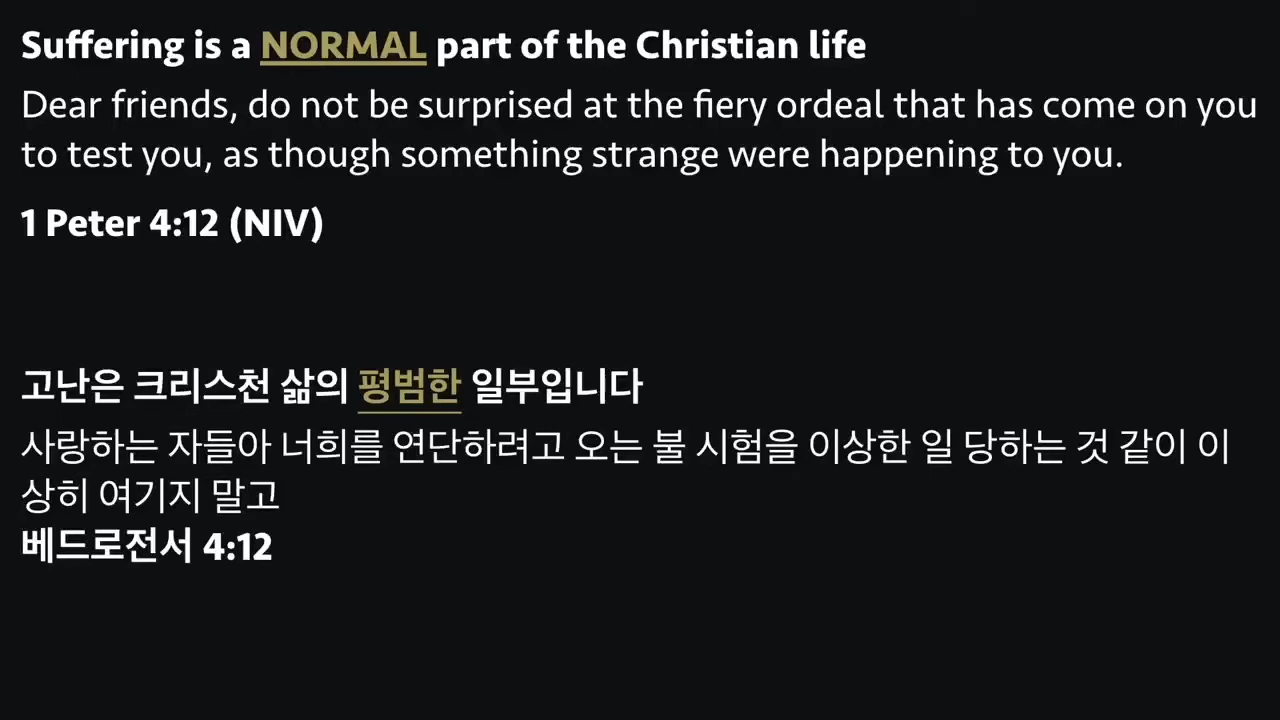 Suffering is a NORMAL part of the Christian life
Dear friends, do not be surprised at the fiery ordeal that has come on you
to test you, as though something strange were happening to you.
1 Peter 4:12 (NIV)
고난은 크리스천 삶의 평범한 일부입니다
사랑하는 자들아 너희를 연단하려고 오는 불 시험을 이상한 일 당하는 것 같이 이
상히 여기지 말고
베드로전서 4:12